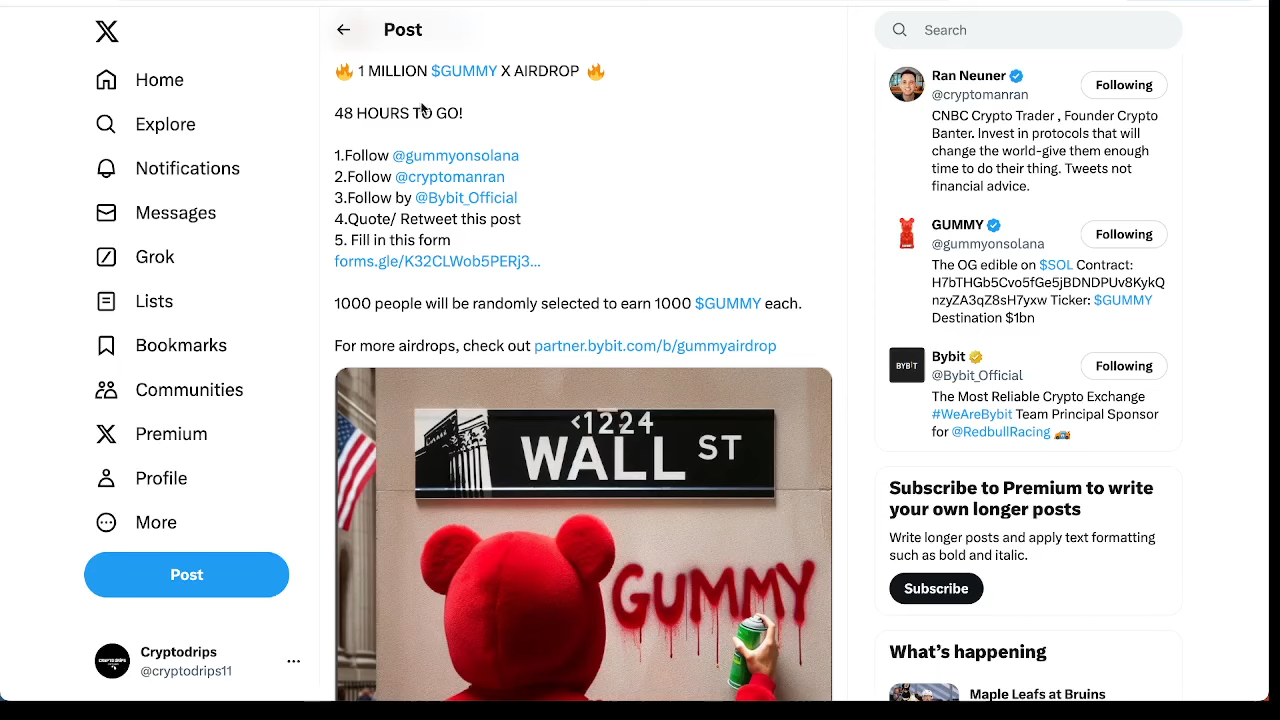 Post
Search
Home
Explore
Notifications
Messages
Grok
Lists
Bookmarks
Communities
Premium
Profile
More
Post
Cryptodrips
@cryptodrips11
🔥 1 MILLION $GUMMY X AIRDROP 🔥
48 HOURS TO GO!
1.Follow @gummyonsolana
2.Follow @cryptomanran
3.Follow by @Bybit_Official
4.Quote/ Retweet this post
5. Fill in this form
forms.gle/K32CLWob5PERj3...
1000 people will be randomly selected to earn 1000 $GUMMY each.
For more airdrops, check out partner.bybit.com/b/gummyairdrop
<1224
WALL ST
GUMMY
Ran Neuner
@cryptomanran
Following
CNBC Crypto Trader , Founder Crypto
Banter. Invest in protocols that will
change the world-give them enough
time to do their thing. Tweets not
financial advice.
GUMMY
@gummyonsolana
Following
The OG edible on $SOL Contract:
H7bTHGb5Cvo5fGe5jBDNDPUv8KykQ
nzyZA3qZ8sH7yxw Ticker: $GUMMY
Destination $1bn
BYBIT
Bybit
@Bybit_Official
Following
The Most Reliable Crypto Exchange
#WeAreBybit Team Principal Sponsor
for @RedbullRacing 🏎️
Subscribe to Premium to write
your own longer posts
Write longer posts and apply text formatting
such as bold and italic.
Subscribe
What's happening
Maple Leafs at Bruins